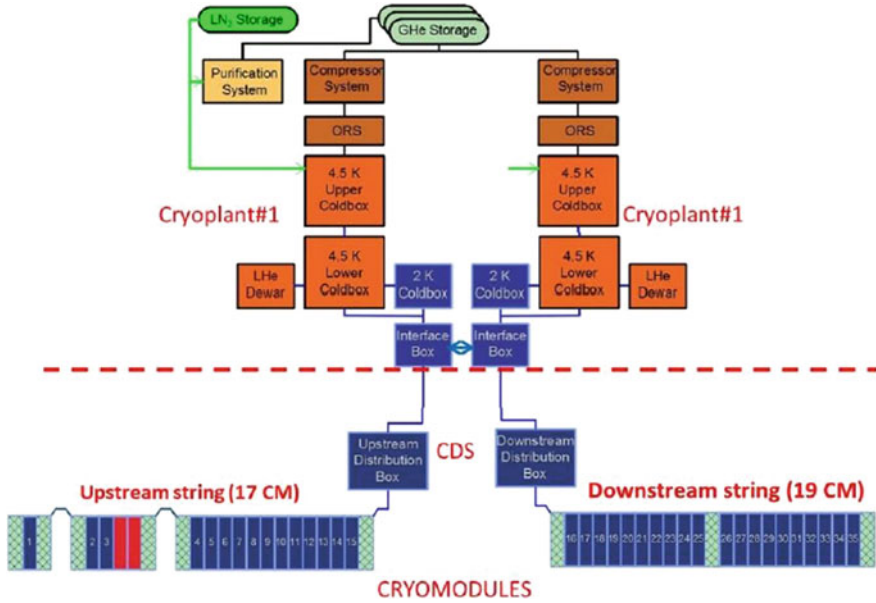 LN2 Storage
GHe Storage
Purification
System
Compressor
System
Compressor
System
ORS
ORS
4.5 K
Upper
Coldbox
4.5 K
Upper
Coldbox
Cryoplant#1
Cryoplant#1
LHe
Dewar
4.5 K
Lower
Coldbox
2 K
Coldbox
2 K
Coldbox
4.5 K
Lower
Coldbox
LHe
Dewar
Interface
Box
Interface
Box
Upstream
Distribution
Box
CDS
Downstream
Distribution
Box
Upstream string (17 CM)
Downstream string (19 CM)
1
2 3
4 5 6 7 8 9 10 11 12 13 14 15
16 17 18 19 20 21 22 23 24 25
26 27 28 29 30 31 32 33 34 35
CRYOMODULES